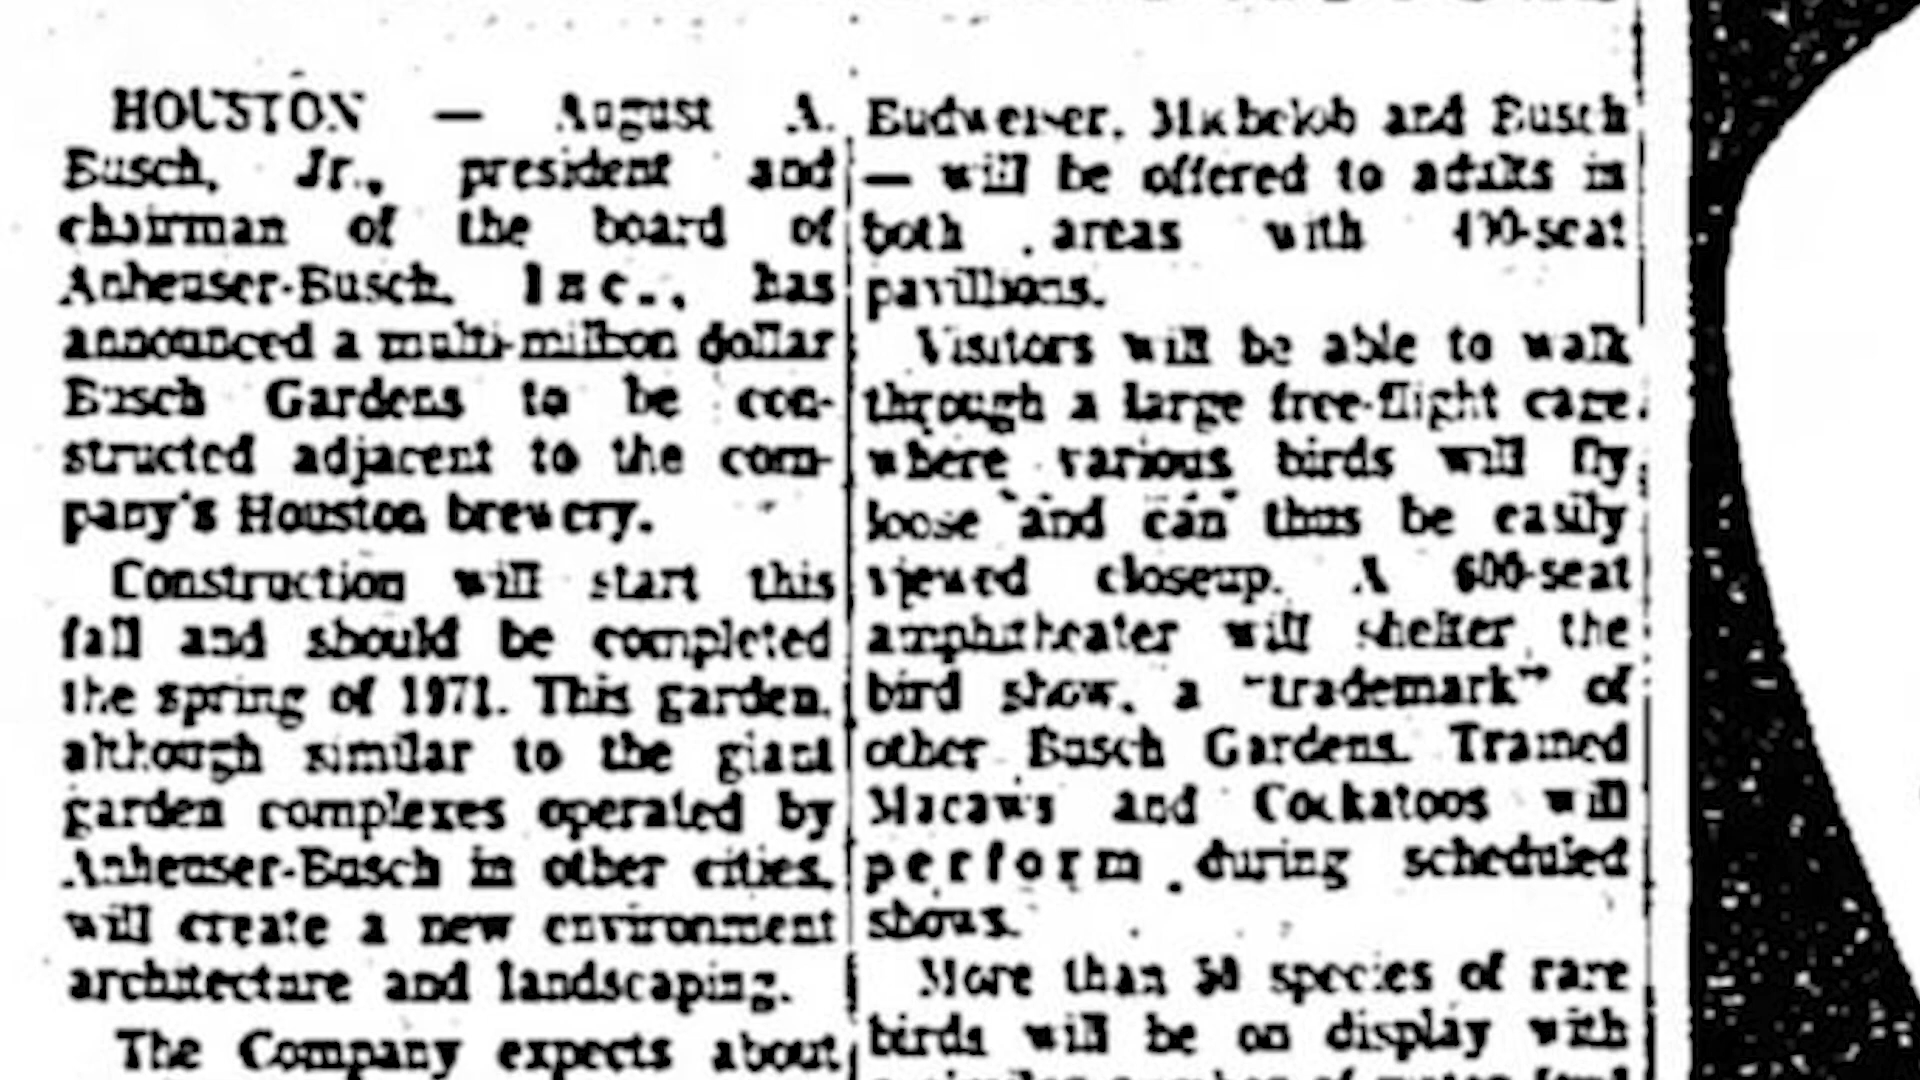 HOUSTON — August A.
Busch, Jr., president and
chairman of the board of
Anheuser-Busch, Inc., has
announced a multi-million dollar
Busch Gardens to be con-
structed adjacent to the com-
pany's Houston brewery.
Construction will start this
fall and should be completed
the spring of 1971. This garden,
although similar to the giant
garden complexes operated by
Anheuser-Busch in other cities,
will create a new environment
architecture and landscaping.
The Company expects about
Budweiser, Michelob and Busch
— will be offered to adults in
both areas with 400-seat
pavillions.
Visitors will be able to walk
through a large free-flight cage
where various birds will fly
loose and can thus be easily
viewed closeup. A 600-seat
amphitheater will shelter the
bird show, a "trademark" of
other Busch Gardens. Trained
Macaws and Cockatoos will
perform during scheduled
shows.
More than 50 species of rare
birds will be on display with